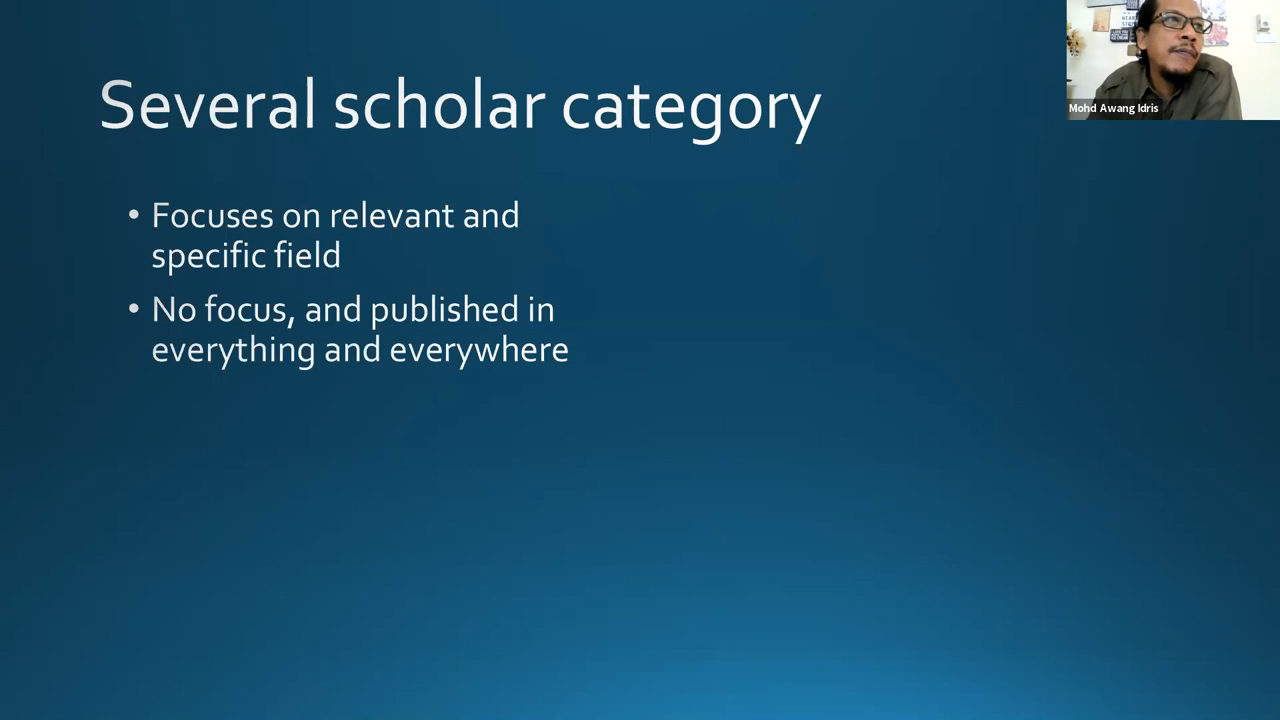 Several scholar category
• Focuses on relevant and
specific field
• No focus, and published in
everything and everywhere
Mohd Awang Idris